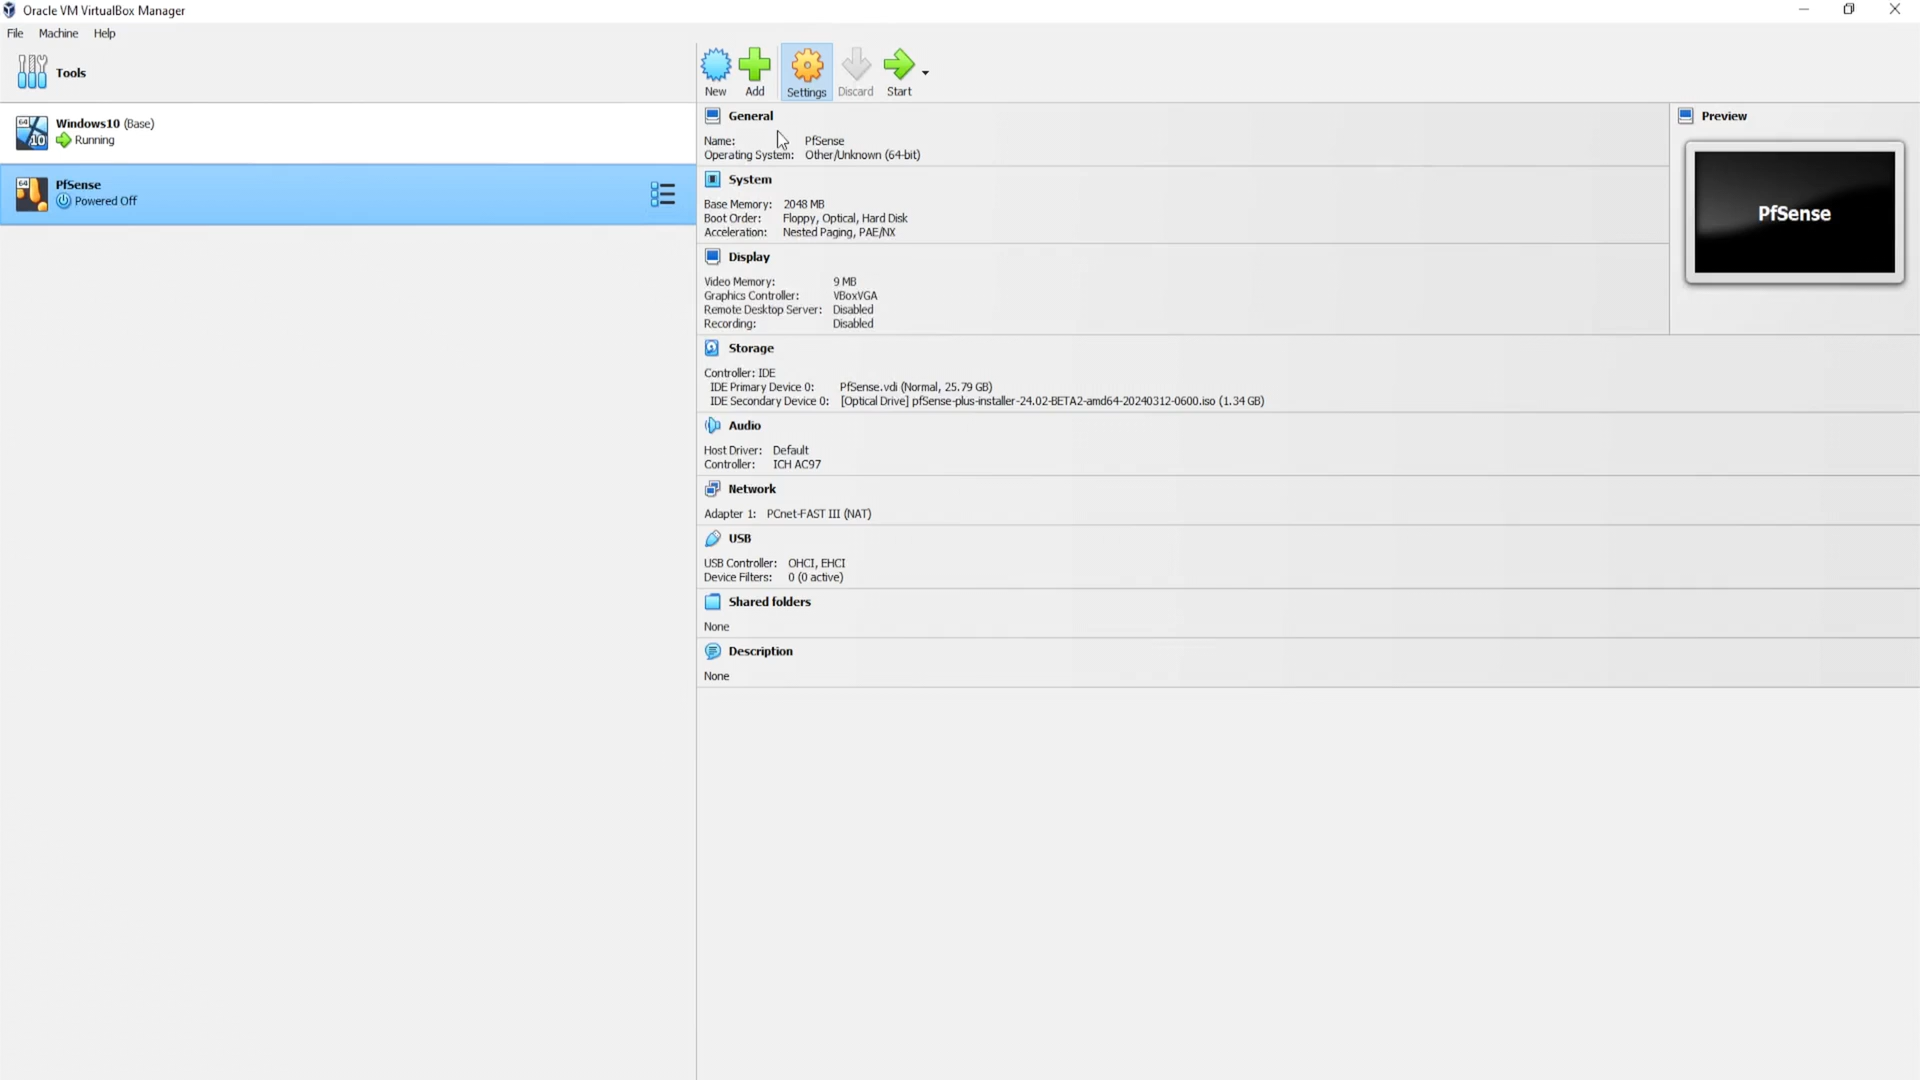 Oracle VM VirtualBox Manager
File Machine Help
Tools
New Add Settings Discard Start
64 10 Windows10 (Base)
Running
64 PfSense
Powered Off
General
Name: PfSense
Operating System: Other/Unknown (64-bit)
System
Base Memory: 2048 MB
Boot Order: Floppy, Optical, Hard Disk
Acceleration: Nested Paging, PAE/NX
Display
Video Memory: 9 MB
Graphics Controller: VBoxVGA
Remote Desktop Server: Disabled
Recording: Disabled
Preview
PfSense
Storage
Controller: IDE
IDE Primary Device 0: PfSense.vdi (Normal, 25.79 GB)
IDE Secondary Device 0: [Optical Drive] pfSense-plus-installer-24.02-BETA2-amd64-20240312-0600.iso (1.34 GB)
Audio
Host Driver: Default
Controller: ICH AC97
Network
Adapter 1: PCnet-FAST III (NAT)
USB
USB Controller: OHCI, EHCI
Device Filters: 0 (0 active)
Shared folders
None
Description
None